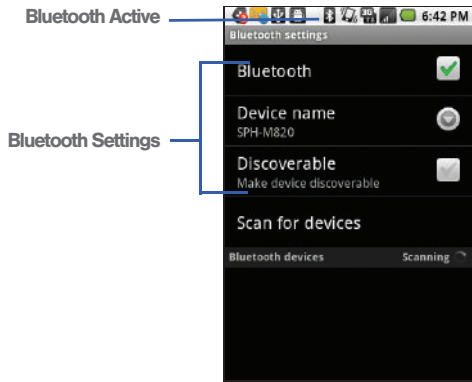 Bluetooth Active
6:42 PM
Bluetooth settings
Bluetooth
Device name
SPH-M820
Bluetooth Settings
Discoverable
Make device discoverable
Scan for devices
Bluetooth devices Scanning